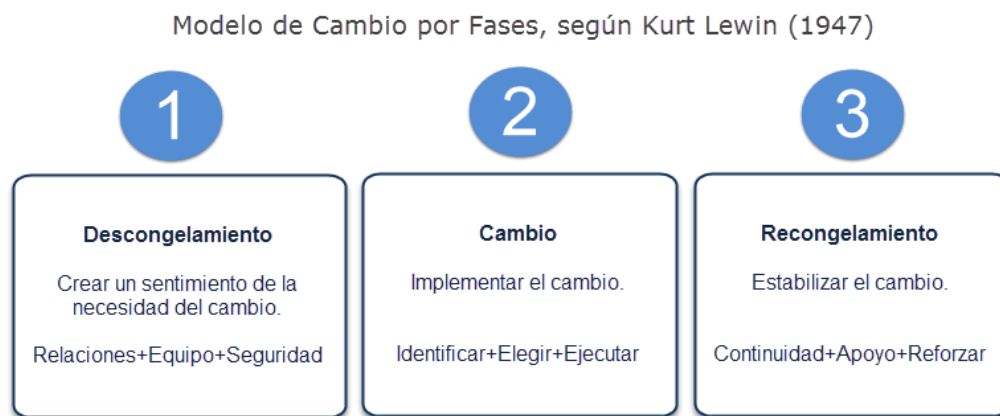 Modelo de Cambio por Fases, según Kurt Lewin (1947)
1
2
3
Descongelamiento
Crear un sentimiento de la
necesidad del cambio.
Relaciones+Equipo+Seguridad
Cambio
Implementar el cambio.
Identificar+Elegir+Ejecutar
Recongelamiento
Estabilizar el cambio.
Continuidad+Apoyo+Reforzar